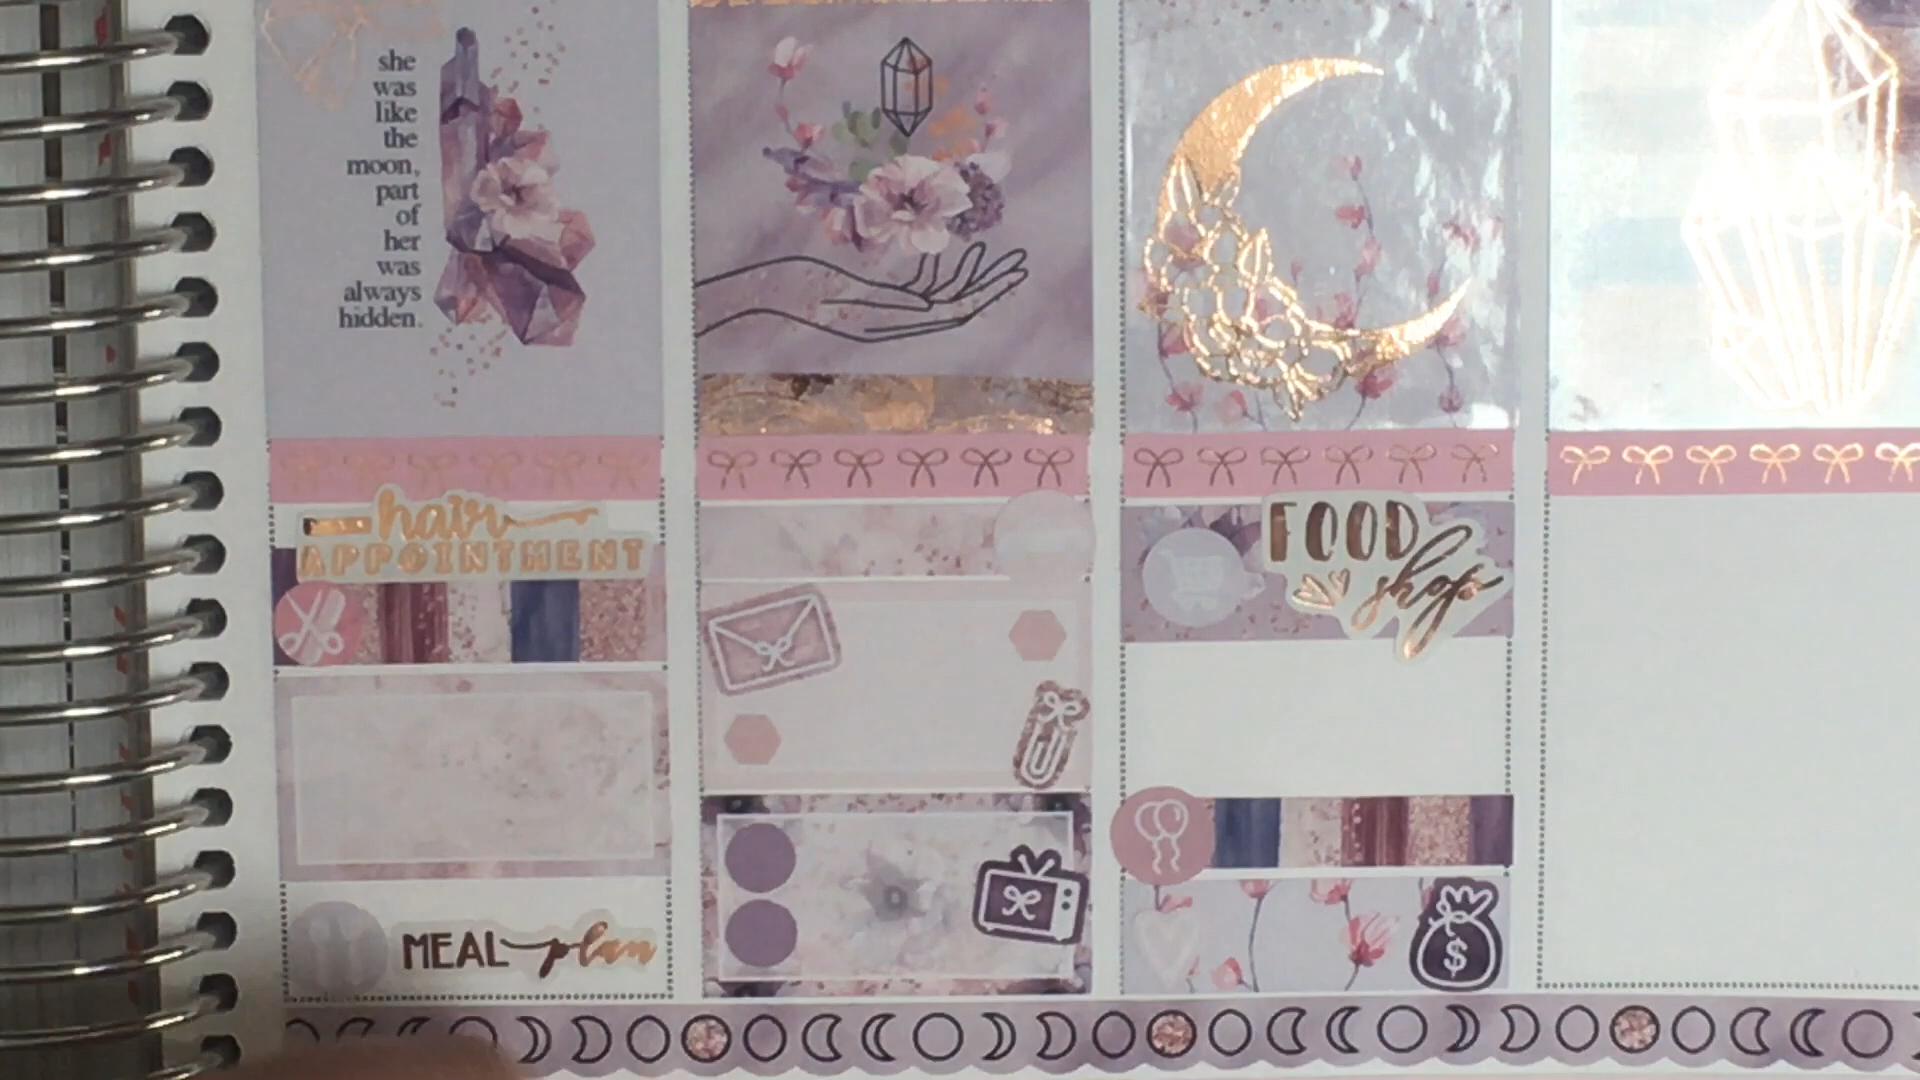 she
was
like
the
moon,
part
of
her
was
always
hidden.
hair
APPOINTMENT
FOOD
shop
MEAL plan
$